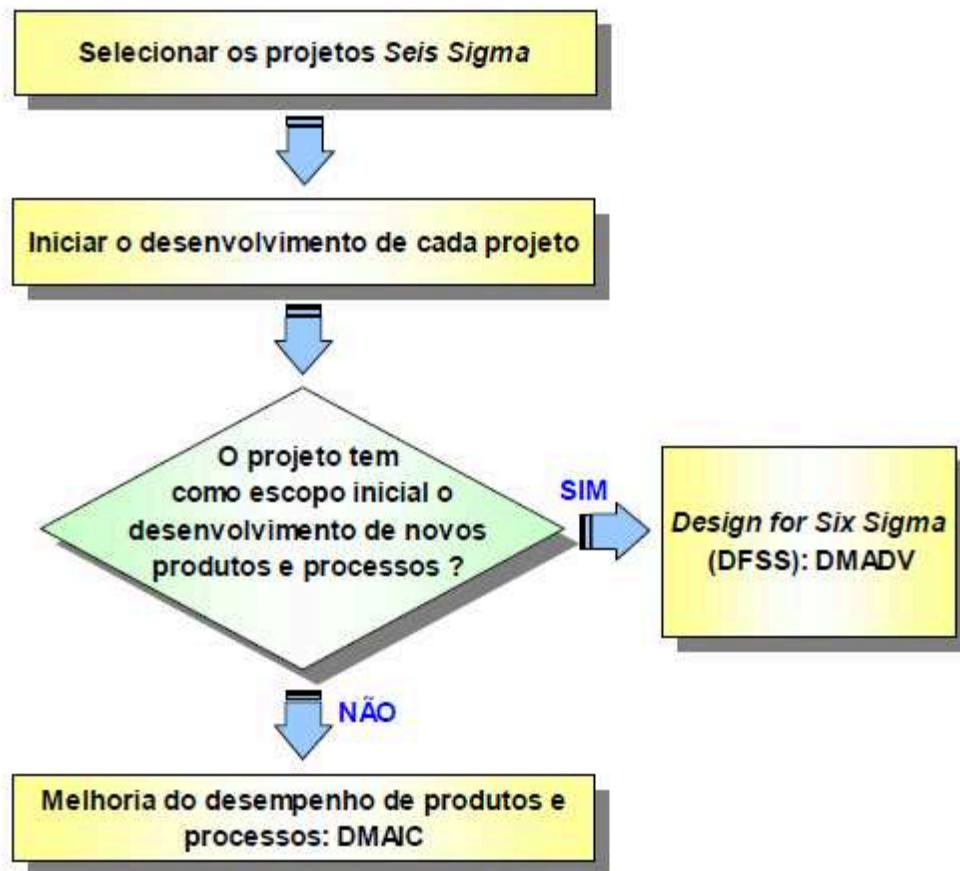 Selecionar os projetos Seis Sigma
Iniciar o desenvolvimento de cada projeto
O projeto tem
como escopo inicial o
desenvolvimento de novos
produtos e processos ?
SIM
Design for Six Sigma
(DFSS): DMADV
NÃO
Melhoria do desempenho de produtos e
processos: DMAIC